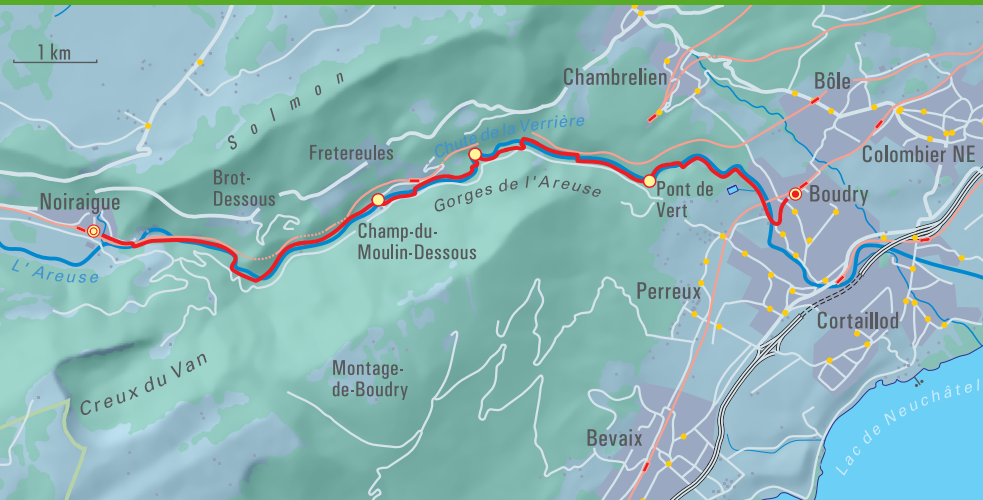 1 km
Solmon
Chambrelien
Bôle
Chute de la Verrière
Fretereules
Colombier NE
Brot-
Dessous
Noiraigue
Gorges de l'Areuse
Pont de
Vert
Boudry
Champ-du-
Moulin-Dessous
L'Areuse
Perreux
Cortaillod
Creux du Van
Montage-
de-Boudry
Lac de Neuchâtel
Bevaix